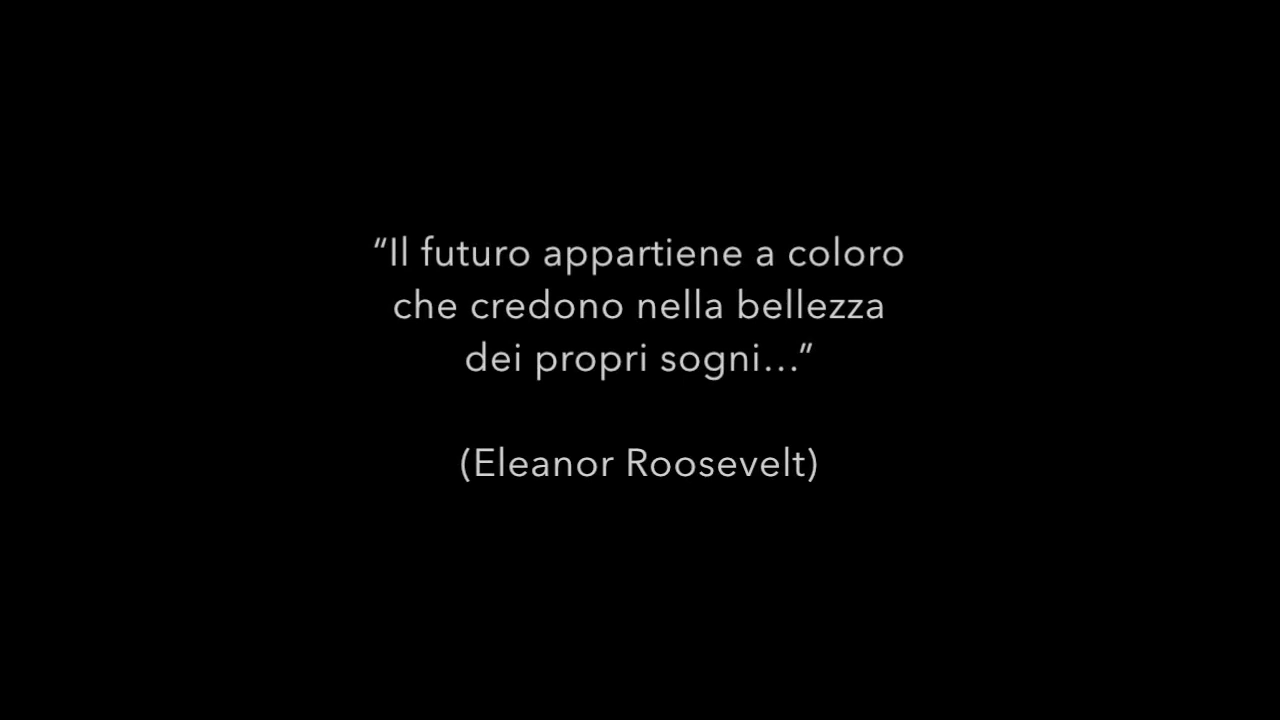 “Il futuro appartiene a coloro
che credono nella bellezza
dei propri sogni...”
(Eleanor Roosevelt)